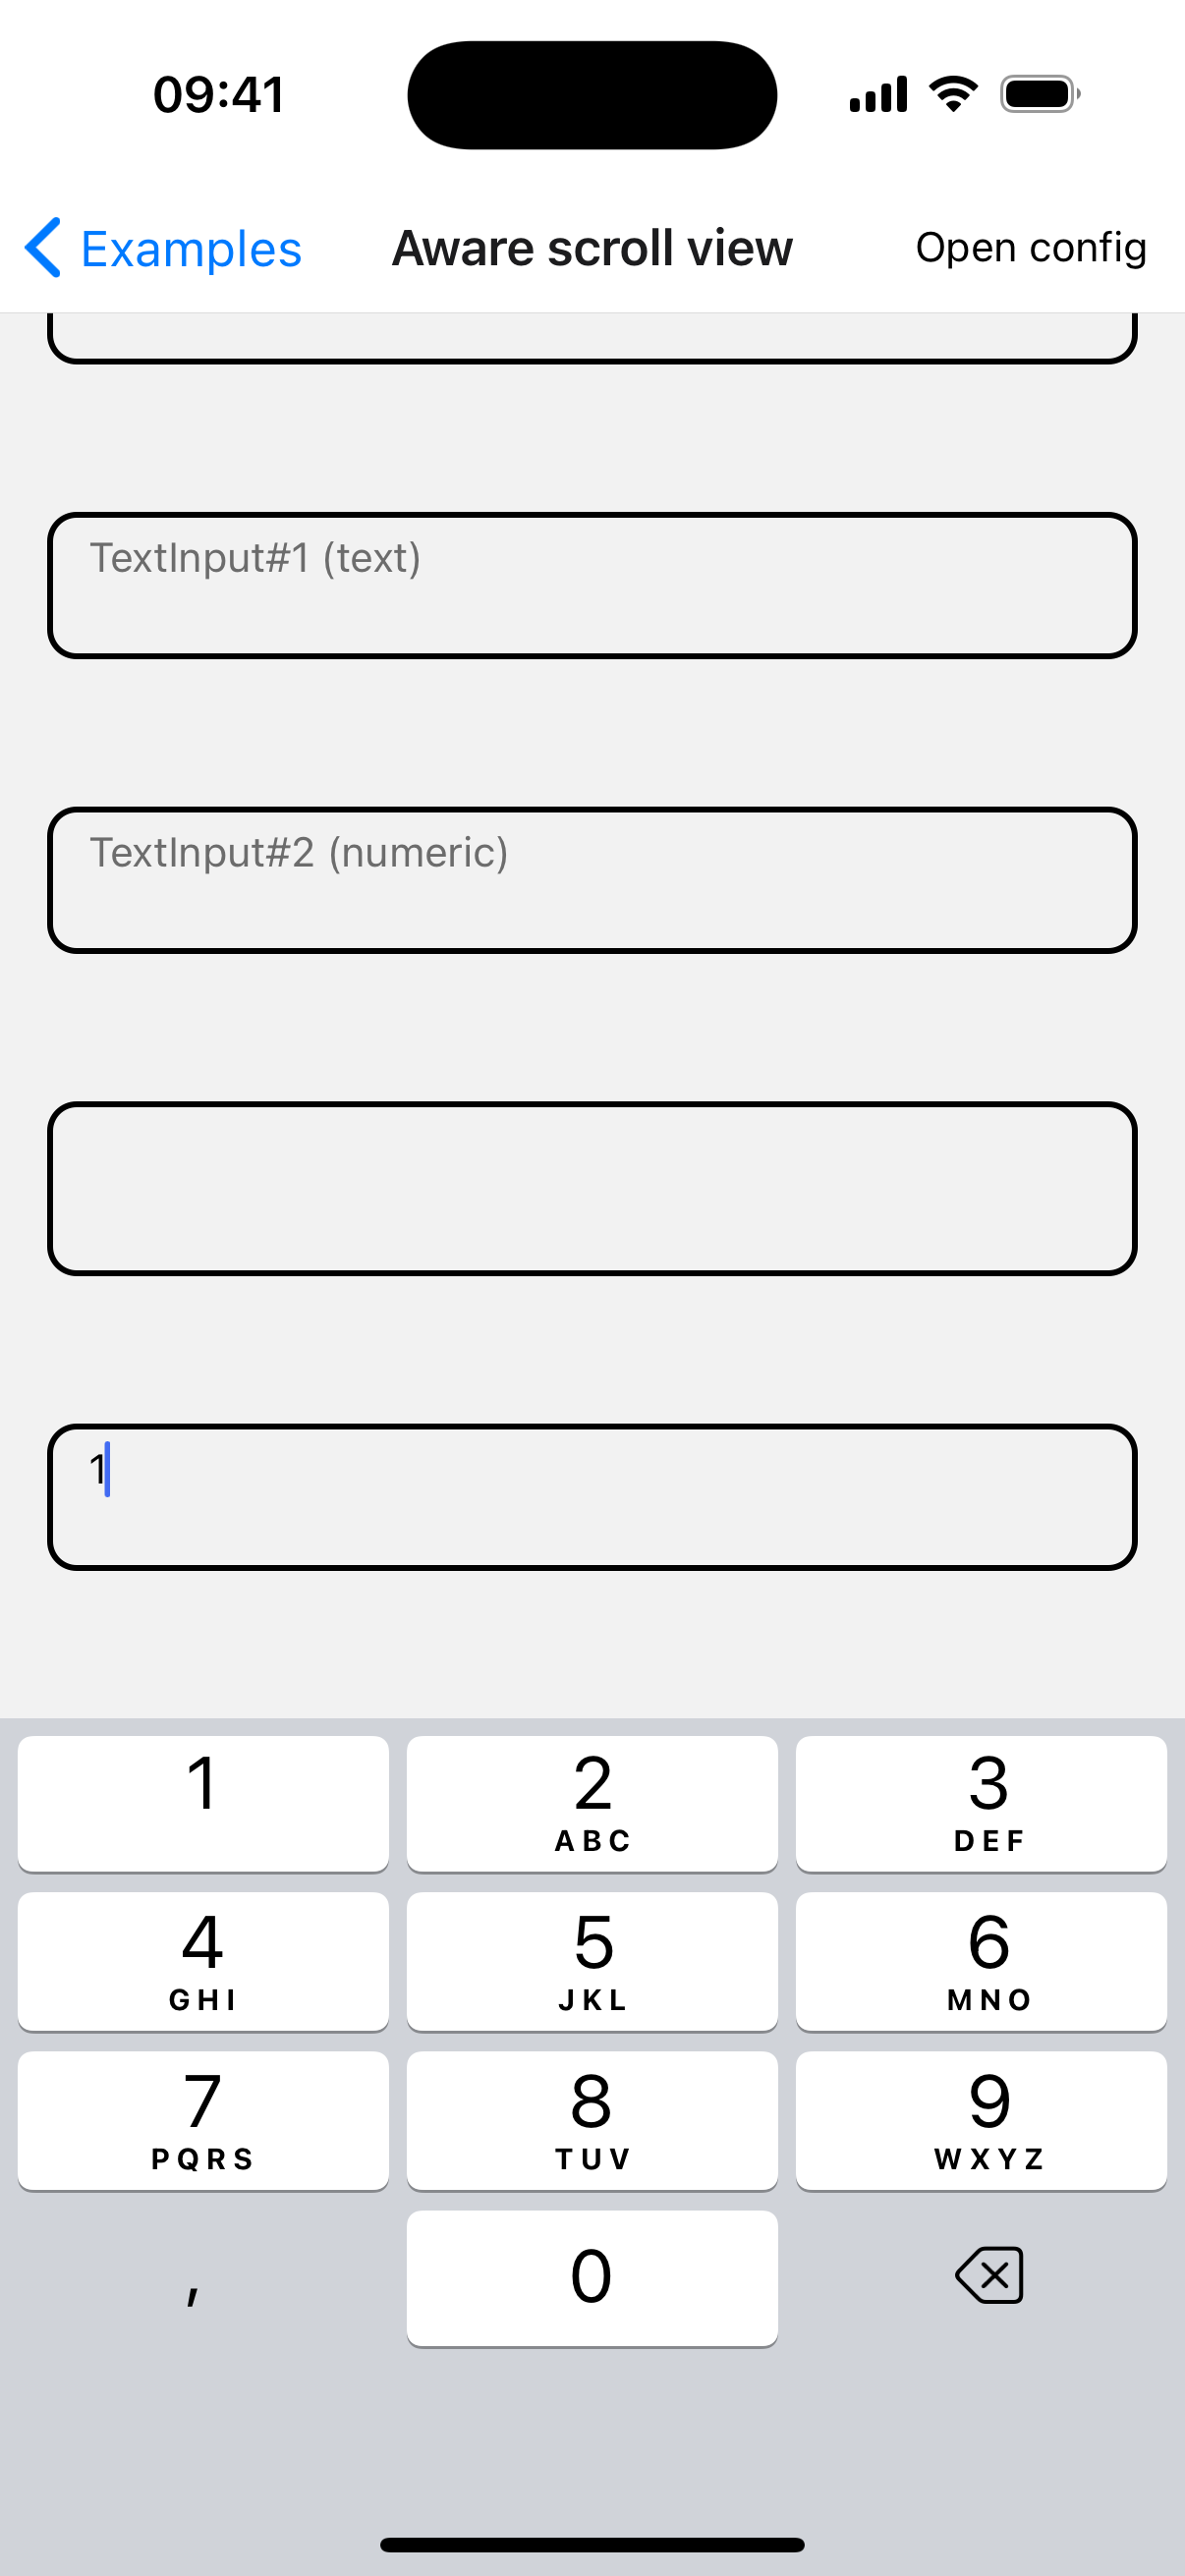 09:41
Examples
Aware scroll view
Open config
TextInput#1 (text)
TextInput#2 (numeric)
1
1
2
ABC
3
DEF
4
GHI
5
JKL
6
MNO
7
PQRS
8
TUV
9
WXYZ
,
0